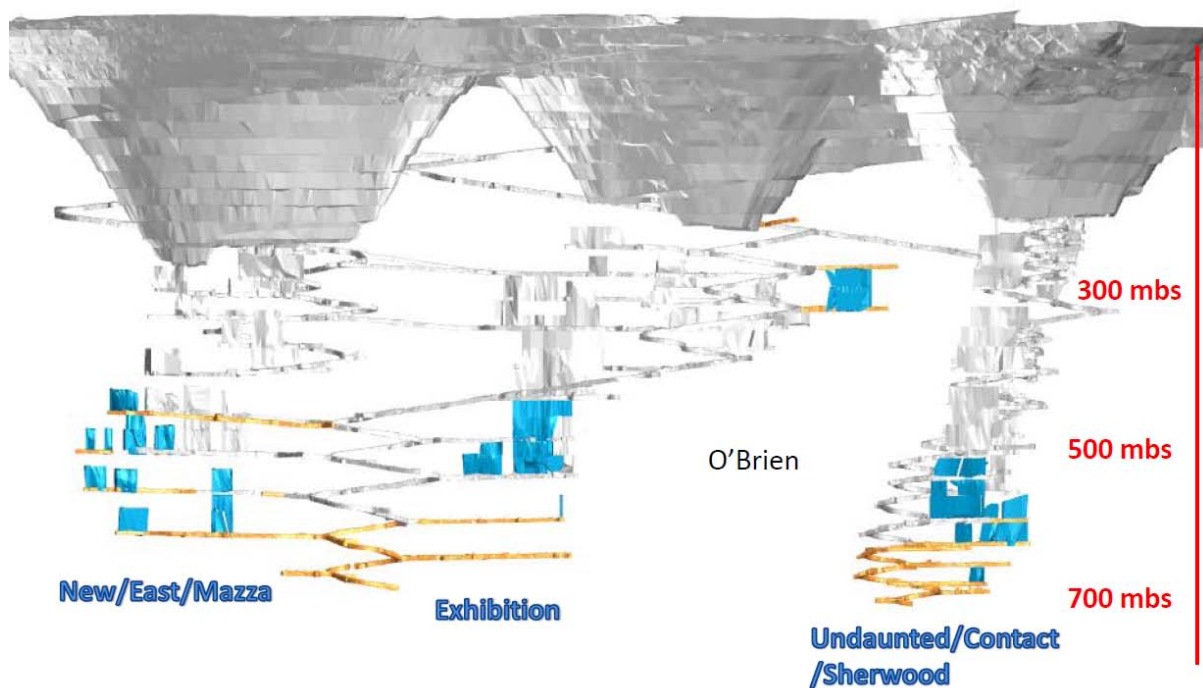 300 mbs
500 mbs
O’Brien
New/East/Mazza
Exhibition
700 mbs
Undaunted/Contact
/Sherwood